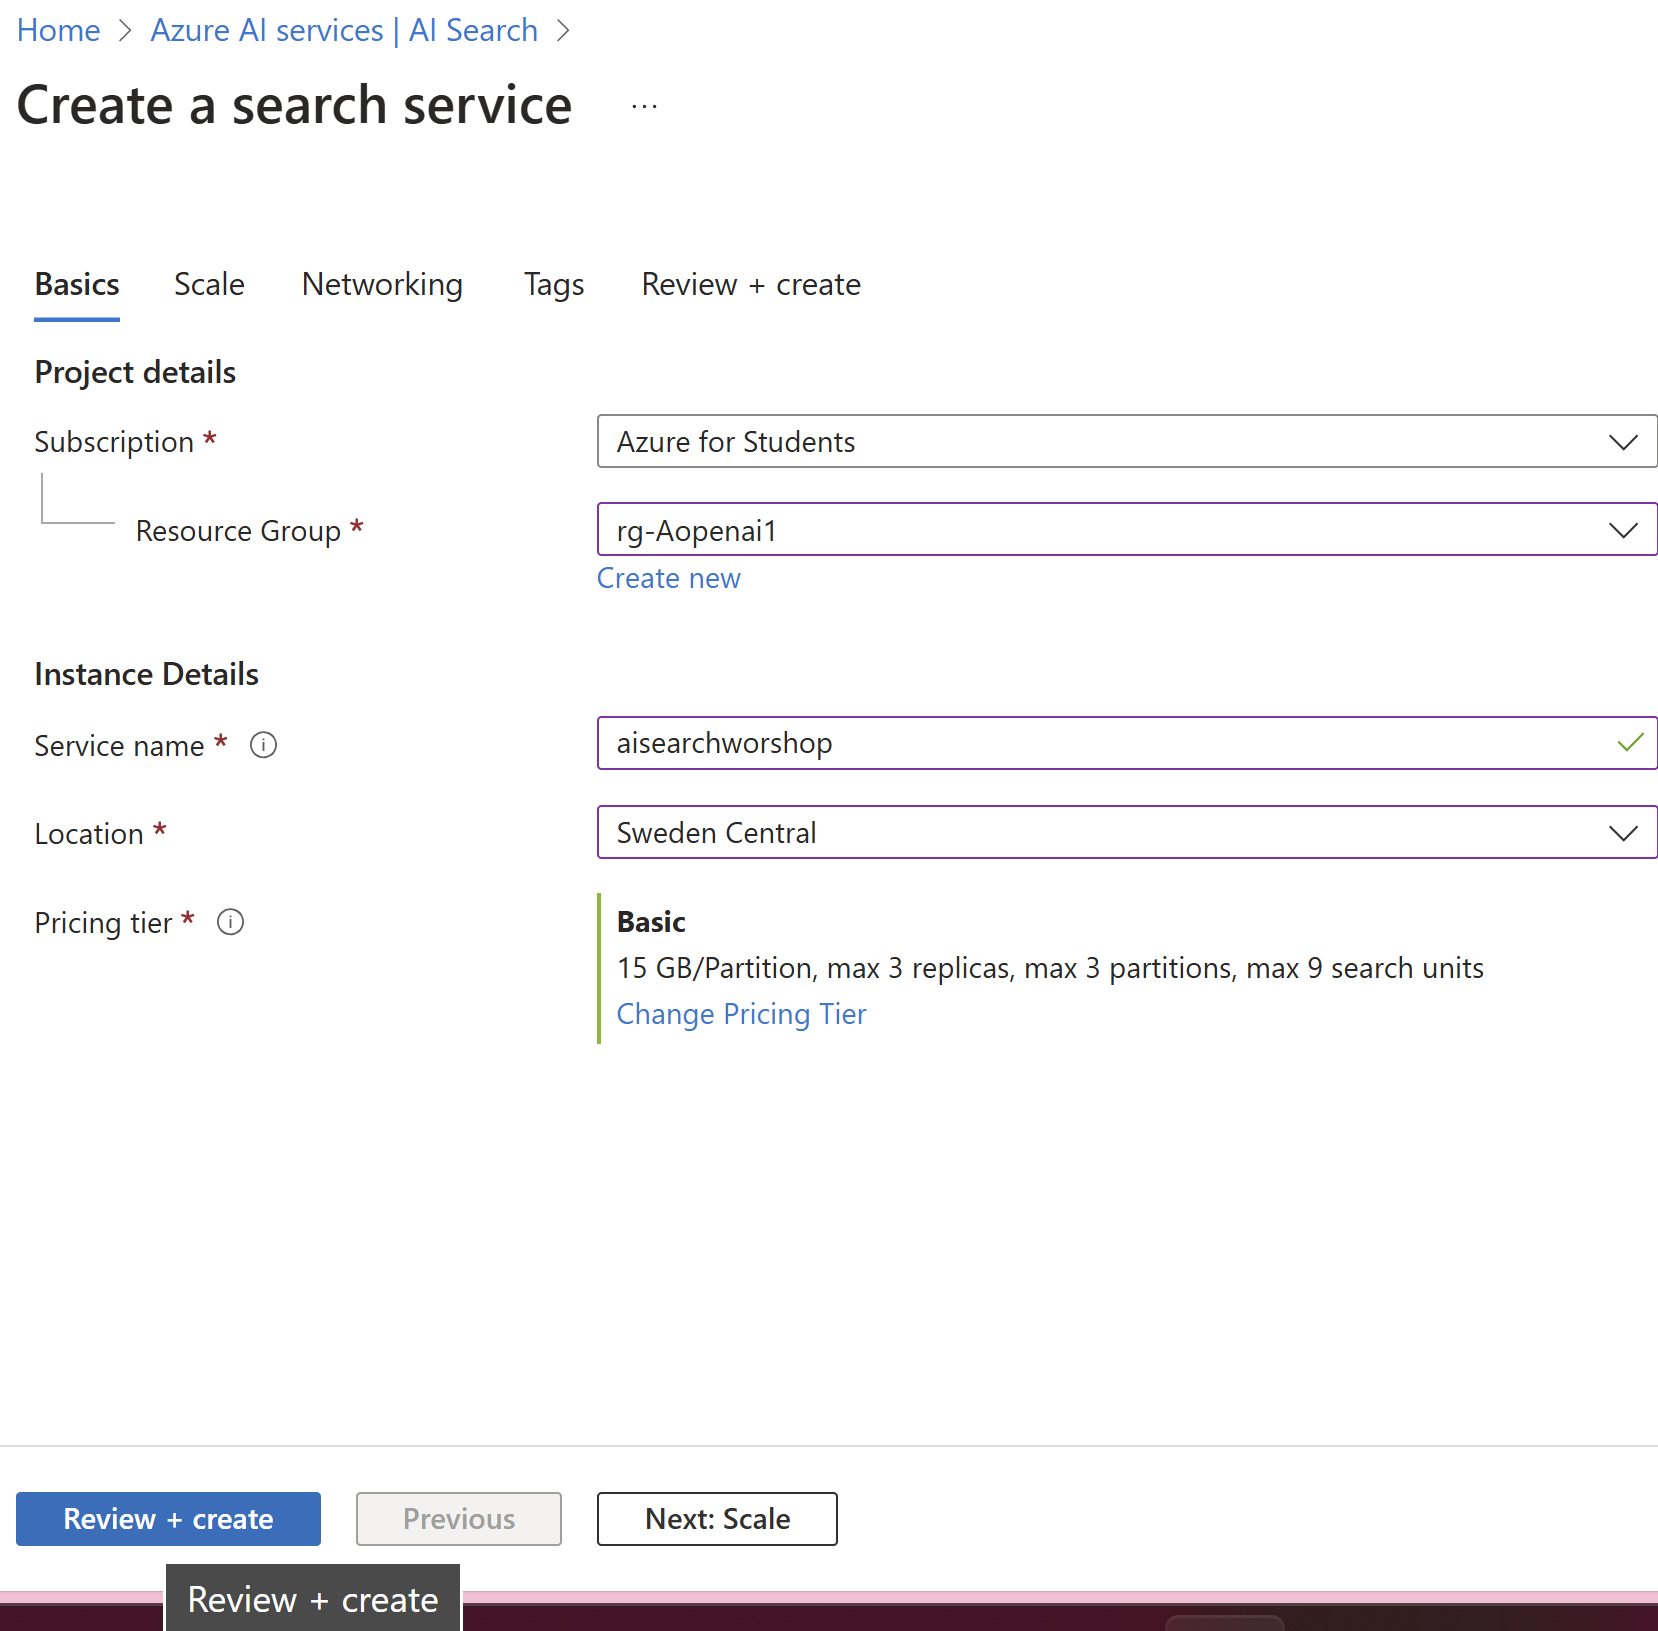 Home > Azure AI services | AI Search >
Create a search service ...
Basics Scale Networking Tags Review + create
Project details
Subscription * Azure for Students
Resource Group * rg-Aopenai1
Create new
Instance Details
Service name * aisearchworshop
Location * Sweden Central
Pricing tier * Basic
15 GB/Partition, max 3 replicas, max 3 partitions, max 9 search units
Change Pricing Tier
Review + create Previous Next: Scale
Review + create